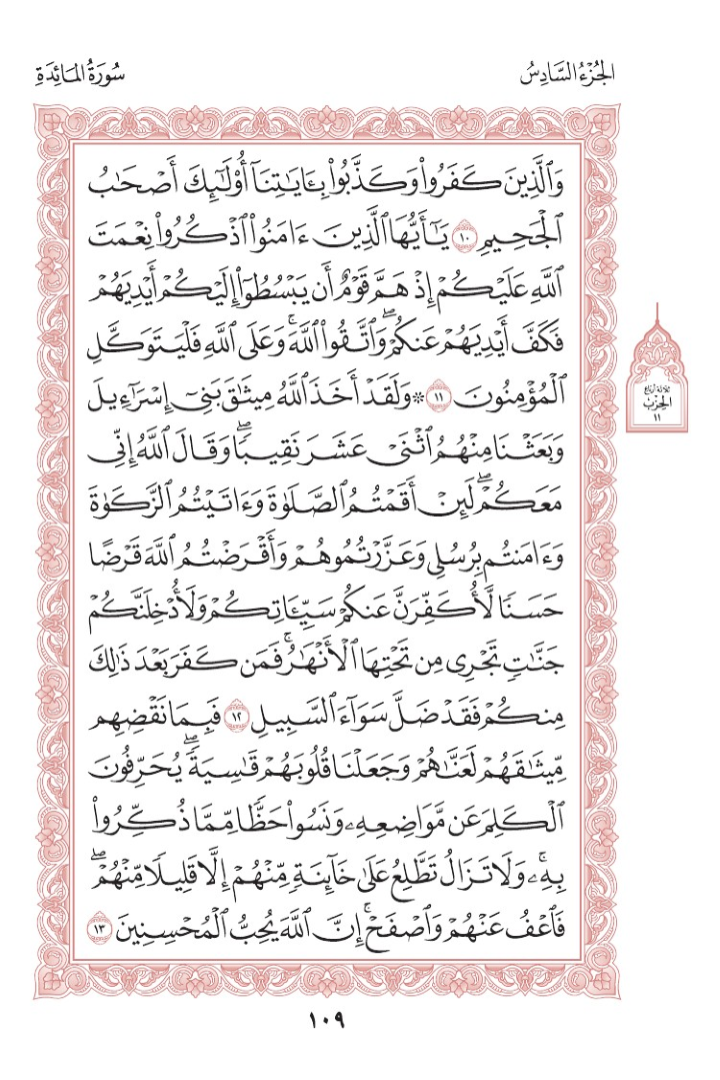 الجُزْءُ السَّادِسُ
سُورَةُ المَائِدَةِ
وَٱلَّذِينَ كَفَرُواْ وَكَذَّبُواْ بِـَٔايَٰتِنَآ أُوْلَٰٓئِكَ أَصْحَٰبُ
ٱلْجَحِيمِ ١٠ يَٰٓأَيُّهَا ٱلَّذِينَ ءَامَنُواْ ٱذْكُرُواْ نِعْمَتَ
ٱللَّهِ عَلَيْكُمْ إِذْ هَمَّ قَوْمٌ أَن يَبْسُطُوٓاْ إِلَيْكُمْ أَيْدِيَهُمْ
فَكَفَّ أَيْدِيَهُمْ عَنكُمْۖ وَٱتَّقُواْ ٱللَّهَۚ وَعَلَى ٱللَّهِ فَلْيَتَوَكَّلِ
ٱلْمُؤْمِنُونَ ١١ ۞وَلَقَدْ أَخَذَ ٱللَّهُ مِيثَٰقَ بَنِىٓ إِسْرَٰٓءِيلَ
وَبَعَثْنَا مِنْهُمُ ٱثْنَىْ عَشَرَ نَقِيبٗاۖ وَقَالَ ٱللَّهُ إِنِّى
مَعَكُمْۖ لَئِنْ أَقَمْتُمُ ٱلصَّلَوٰةَ وَءَاتَيْتُمُ ٱلزَّكَوٰةَ
وَءَامَنتُم بِرُسُلِى وَعَزَّرْتُمُوهُمْ وَأَقْرَضْتُمُ ٱللَّهَ قَرْضًا
حَسَنٗا لَّأُكَفِّرَنَّ عَنكُمْ سَيِّـَٔاتِكُمْ وَلَأُدْخِلَنَّكُمْ
جَنَّٰتٖ تَجْرِى مِن تَحْتِهَا ٱلْأَنْهَٰرُۚ فَمَن كَفَرَ بَعْدَ ذَٰلِكَ
مِنكُمْ فَقَدْ ضَلَّ سَوَآءَ ٱلسَّبِيلِ ١٢ فَبِمَا نَقْضِهِم
مِّيثَٰقَهُمْ لَعَنَّٰهُمْ وَجَعَلْنَا قُلُوبَهُمْ قَٰسِيَةٗۖ يُحَرِّفُونَ
ٱلْكَلِمَ عَن مَّوَاضِعِهِۦ وَنَسُواْ حَظّٗا مِّمَّا ذُكِّرُواْ
بِهِۦۚ وَلَا تَزَالُ تَطَّلِعُ عَلَىٰ خَآئِنَةٖ مِّنْهُمْ إِلَّا قَلِيلٗا مِّنْهُمْۖ
فَٱعْفُ عَنْهُمْ وَٱصْفَحْۚ إِنَّ ٱللَّهَ يُحِبُّ ٱلْمُحْسِنِينَ ١٣
ثلاثة أرباع
الحِزْب
١١
١٠٩